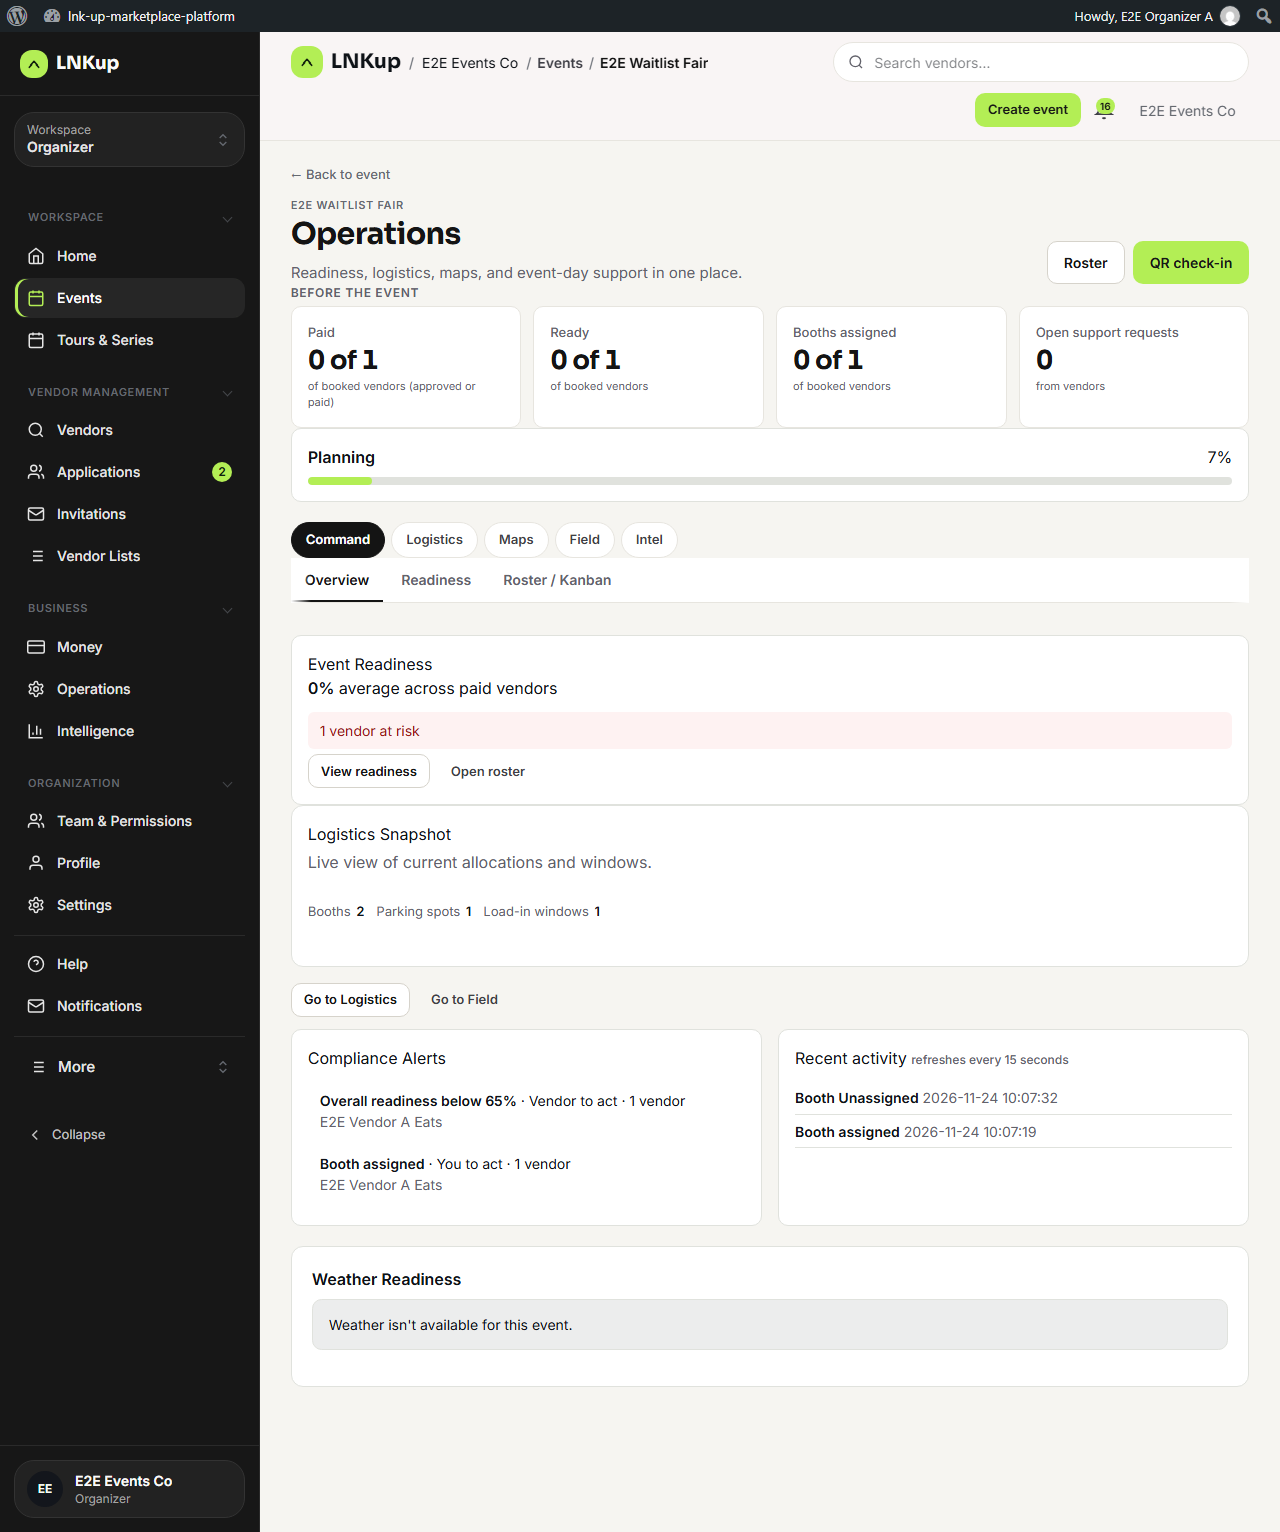 lnk-up-marketplace-platform
Howdy, E2E Organizer A
LNKup
Workspace
Organizer
WORKSPACE
Home
Events
Tours & Series
VENDOR MANAGEMENT
Vendors
Applications
2
Invitations
Vendor Lists
BUSINESS
Money
Operations
Intelligence
ORGANIZATION
Team & Permissions
Profile
Settings
Help
Notifications
More
Collapse
EE
E2E Events Co
Organizer
LNKup / E2E Events Co / Events / E2E Waitlist Fair
Search vendors...
Create event
16
E2E Events Co
← Back to event
E2E WAITLIST FAIR
Operations
Readiness, logistics, maps, and event-day support in one place.
Roster
QR check-in
BEFORE THE EVENT
Paid
0 of 1
of booked vendors (approved or
paid)
Ready
0 of 1
of booked vendors
Booths assigned
0 of 1
of booked vendors
Open support requests
0
from vendors
Planning
7%
Command
Logistics
Maps
Field
Intel
Overview
Readiness
Roster / Kanban
Event Readiness
0% average across paid vendors
1 vendor at risk
View readiness
Open roster
Logistics Snapshot
Live view of current allocations and windows.
Booths 2 Parking spots 1 Load-in windows 1
Go to Logistics
Go to Field
Compliance Alerts
Overall readiness below 65% · Vendor to act · 1 vendor
E2E Vendor A Eats
Booth assigned · You to act · 1 vendor
E2E Vendor A Eats
Recent activity refreshes every 15 seconds
Booth Unassigned 2026-11-24 10:07:32
Booth assigned 2026-11-24 10:07:19
Weather Readiness
Weather isn't available for this event.